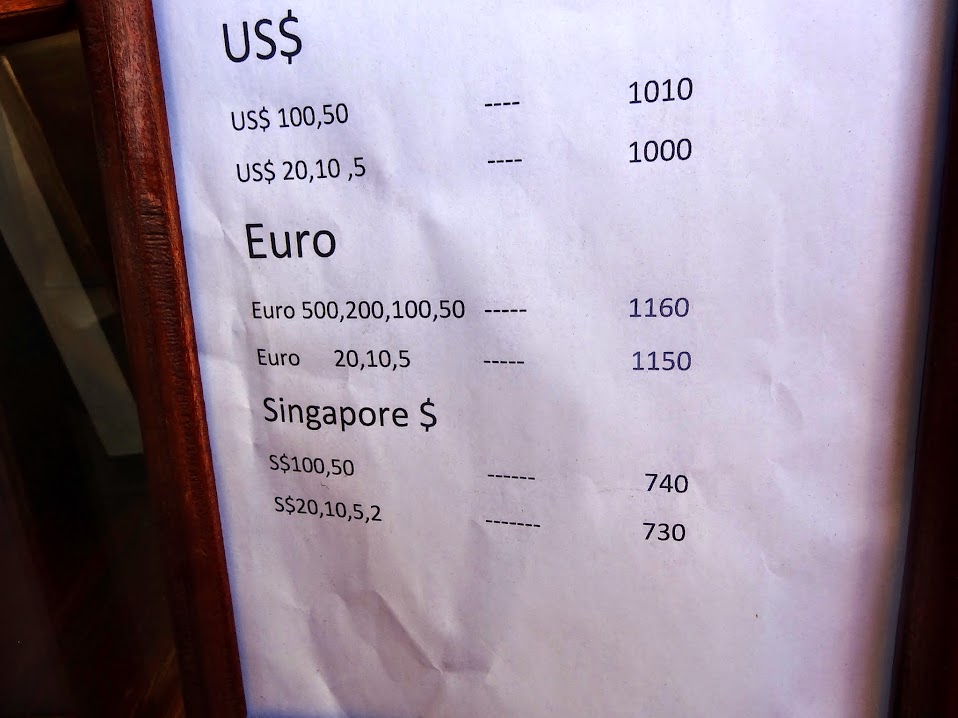 US$
US$ 100,50 ---- 1010
US$ 20,10 ,5 ---- 1000
Euro
Euro 500,200,100,50 ----- 1160
Euro 20,10,5 ----- 1150
Singapore $
S$100,50 ------ 740
S$20,10,5,2 ------- 730